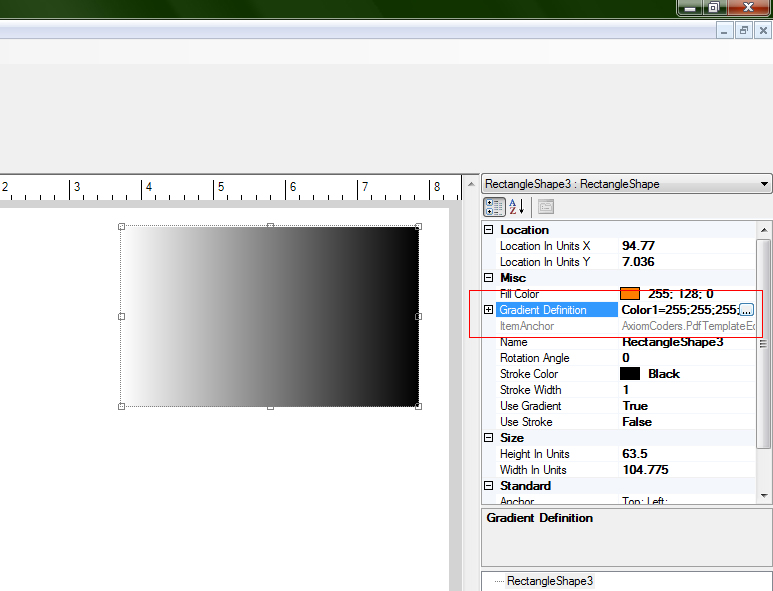 2 3 4 5 6 7 8
RectangleShape3 : RectangleShape
Location
Location In Units X 94.77
Location In Units Y 7.036
Misc
Fill Color 255; 128; 0
Gradient Definition Color1=255;255;255; ...
ItemAnchor AxiomCoders.PdfTemplateEd
Name RectangleShape3
Rotation Angle 0
Stroke Color Black
Stroke Width 1
Use Gradient True
Use Stroke False
Size
Height In Units 63.5
Width In Units 104.775
Standard
Anchor Top; Left;
Gradient Definition
RectangleShape3